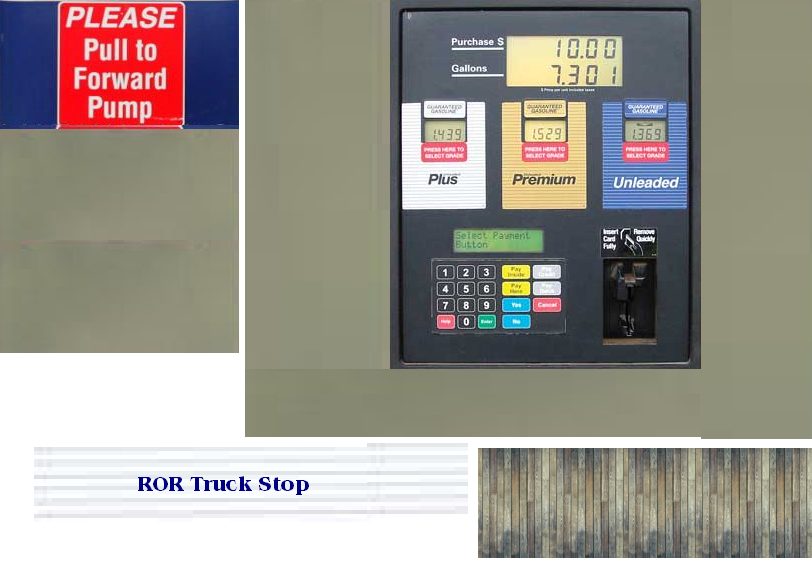 PLEASE
Pull to
Forward
Pump
Purchase $
10.00
Gallons
7.301
$ Price per unit includes taxes
GUARANTEED
GASOLINE
1.439
PRESS HERE TO
SELECT GRADE
Plus
GUARANTEED
GASOLINE
1.529
PRESS HERE TO
SELECT GRADE
Premium
GUARANTEED
GASOLINE
1.369
PRESS HERE TO
SELECT GRADE
Unleaded
Select Payment
Button
Insert
Card
Fully
Remove
Quickly
1 2 3 Pay Inside Pay Credit
4 5 6 Pay Here Pay
7 8 9 Yes Cancel
Help 0 Enter No
ROR Truck Stop